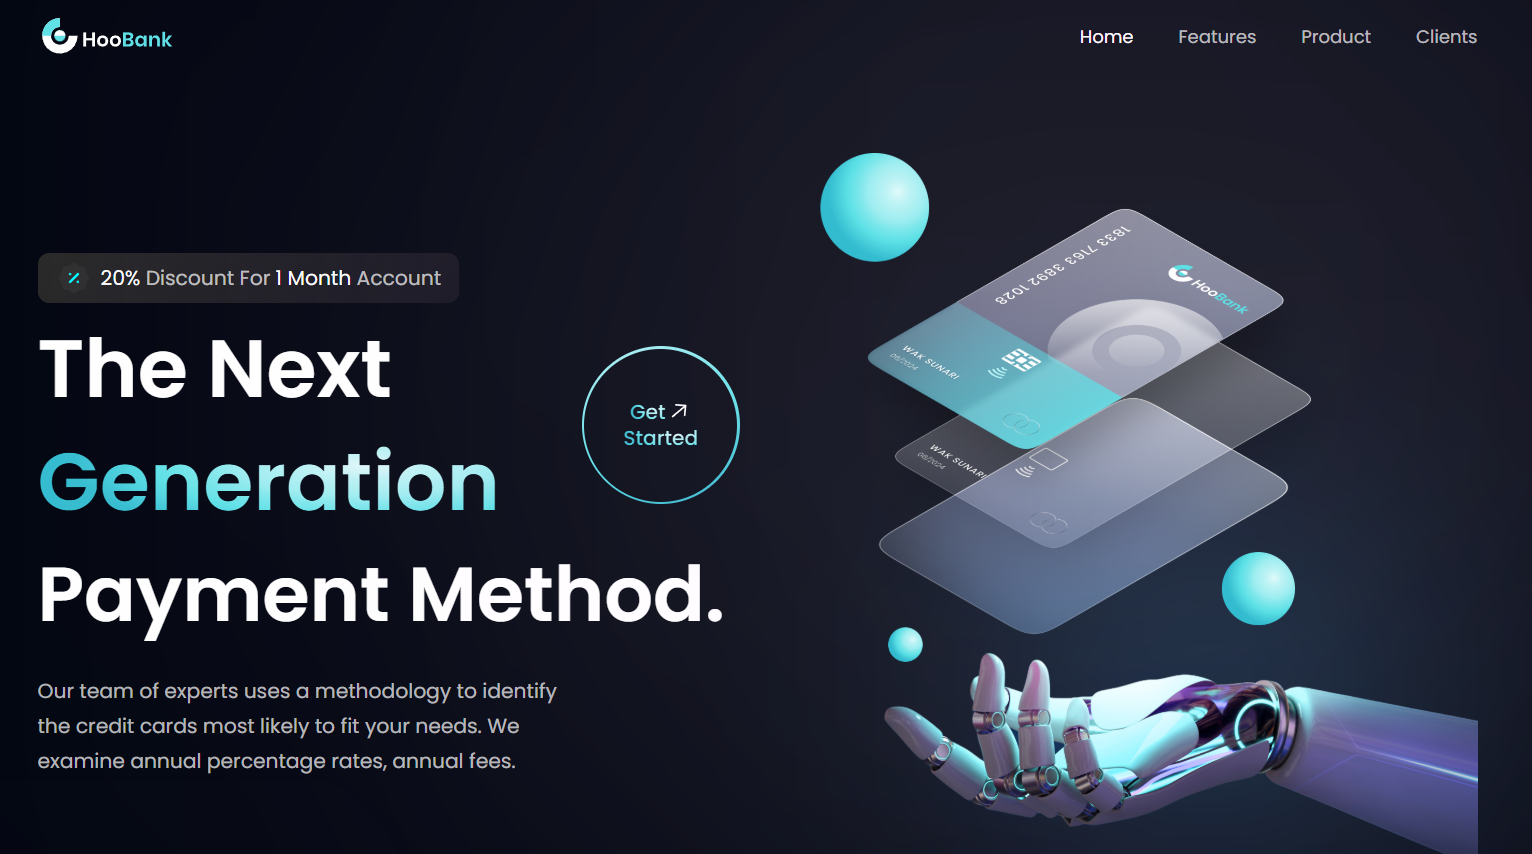 HooBank
Home Features Product Clients
20% Discount For 1 Month Account
The Next
Generation
Payment Method.
Get
Started
Our team of experts uses a methodology to identify
the credit cards most likely to fit your needs. We
examine annual percentage rates, annual fees.
1833 7163 3892 1028
HooBank
WAK SUNARI
06/2024
WAK SUNARI
06/2024